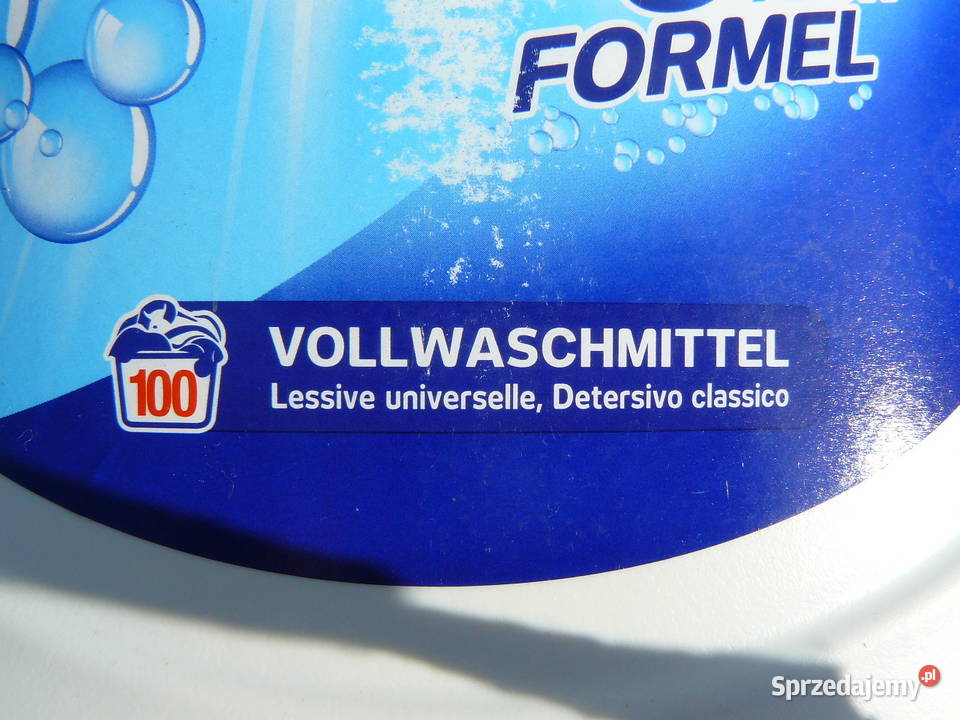 FORMEL
VOLLWASCHMITTEL
100
Lessive universelle, Detersivo classico
Sprzedajemy.pl